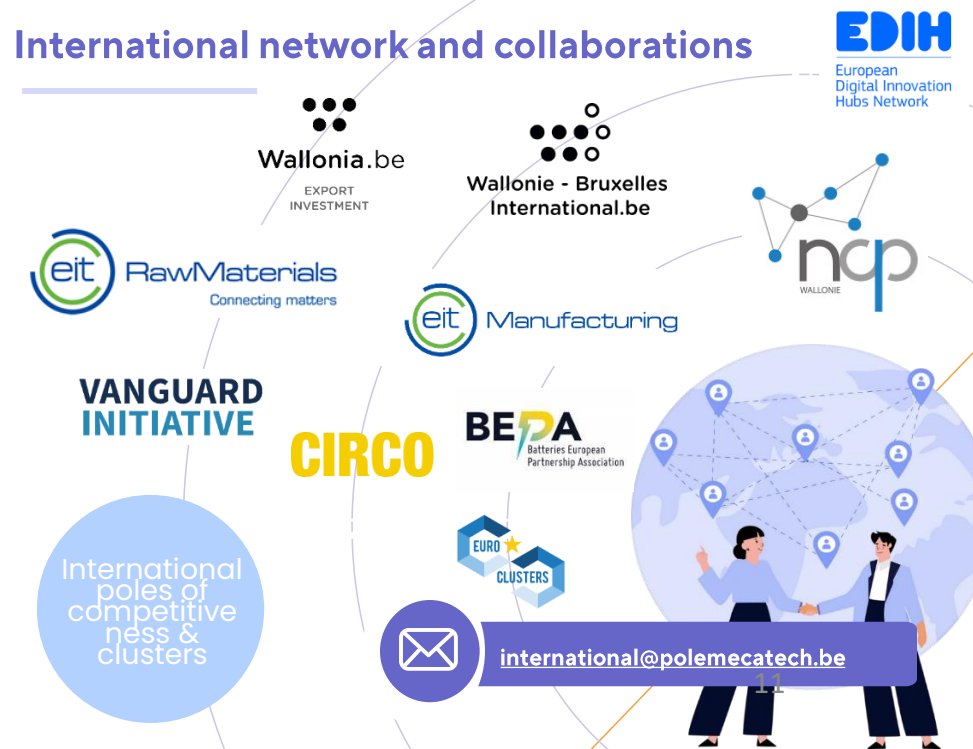 International network and collaborations
EDIH
European
Digital Innovation
Hubs Network
Wallonia.be
EXPORT
INVESTMENT
Wallonie - Bruxelles
International.be
ncp
WALLONIE
eit RawMaterials
Connecting matters
eit Manufacturing
VANGUARD
INITIATIVE
CIRCO
BEPA
Batteries European
Partnership Association
EURO
CLUSTERS
International
poles of
competitive
ness &
clusters
international@polemecatech.be
11